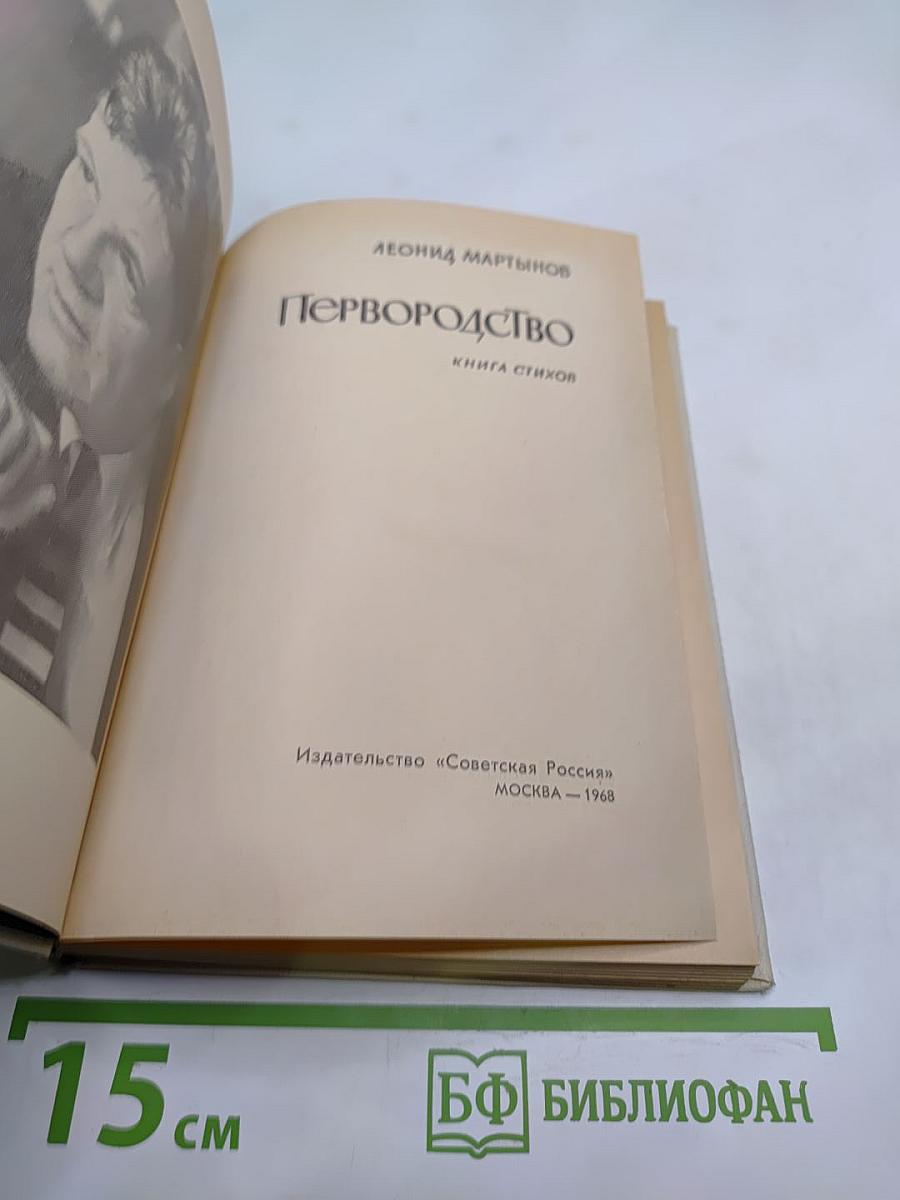 ЛЕОНИД МАРТЫНОВ
ПЕРВОРОДСТВО
КНИГА СТИХОВ
Издательство «Советская Россия»
МОСКВА — 1968
15 см
БФ БИБЛИОФАН